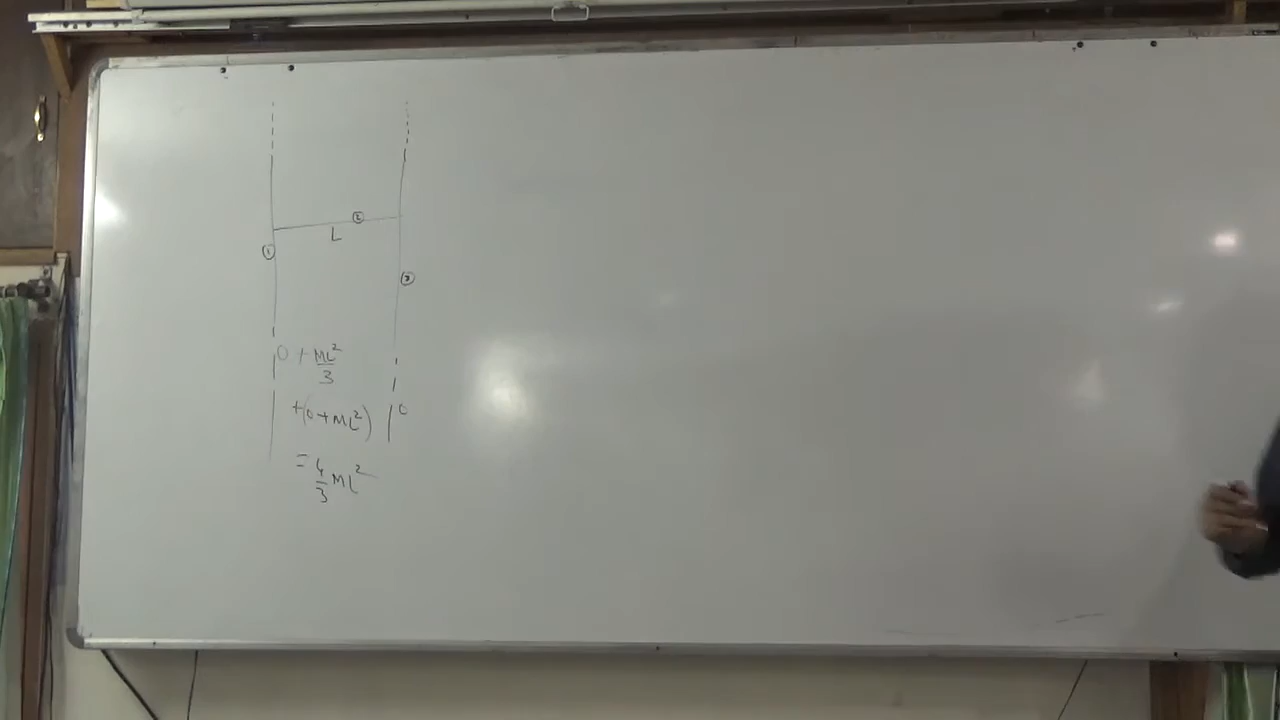 ②
L
①
③
0 + ML²/3
+(0+ML²) 0
= 4/3 ML²